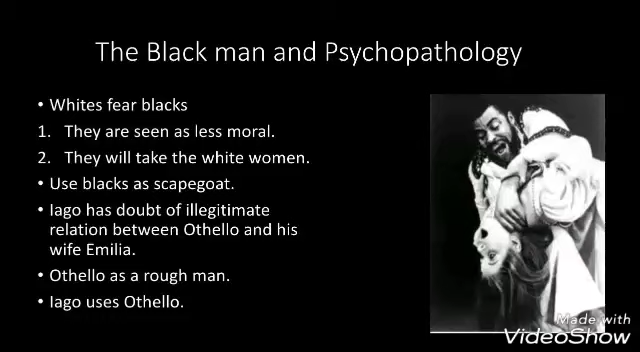 The Black man and Psychopathology
• Whites fear blacks
1. They are seen as less moral.
2. They will take the white women.
• Use blacks as scapegoat.
• Iago has doubt of illegitimate
relation between Othello and his
wife Emilia.
• Othello as a rough man.
• Iago uses Othello.
Made with
VideoShow